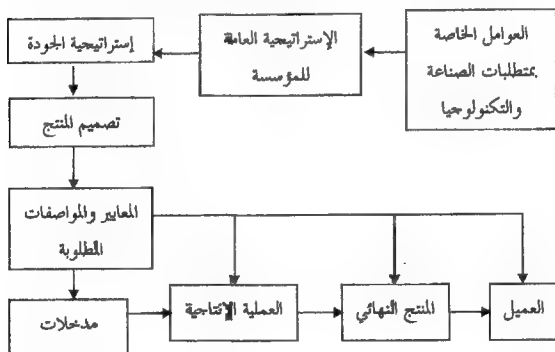 العوامل الخاصة
بمتطلبات الصناعة
والتكنولوجيا
الإستراتيجية العامة
للمؤسسة
إستراتيجية الجودة
تصميم المنتج
المعايير والمواصفات
المطلوبة
مدخلات
العملية الإنتاجية
المنتج النهائي
العميل